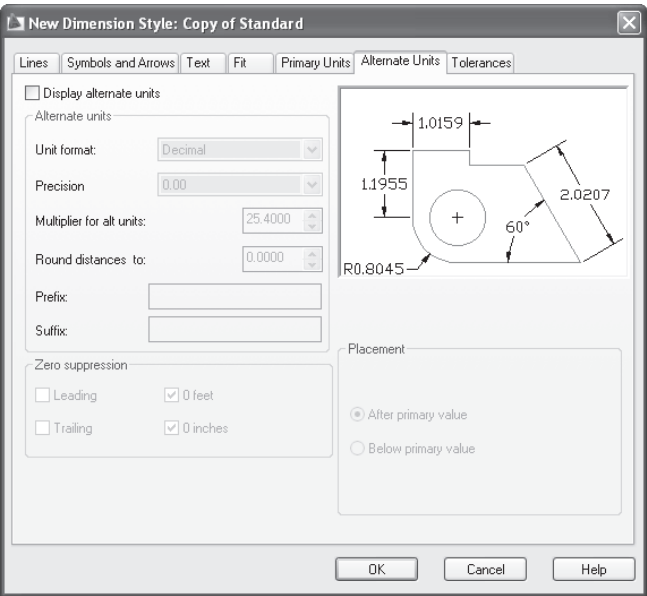 New Dimension Style: Copy of Standard
Lines
Symbols and Arrows
Text
Fit
Primary Units
Alternate Units
Tolerances
Display alternate units
Alternate units
Unit format:
Decimal
Precision
0.00
Multiplier for alt units:
25.4000
Round distances to:
0.0000
Prefix:
Suffix:
Zero suppression
Leading
0 feet
Trailing
0 inches
1.0159
1.1955
2.0207
60°
R0.8045
Placement
After primary value
Below primary value
OK
Cancel
Help